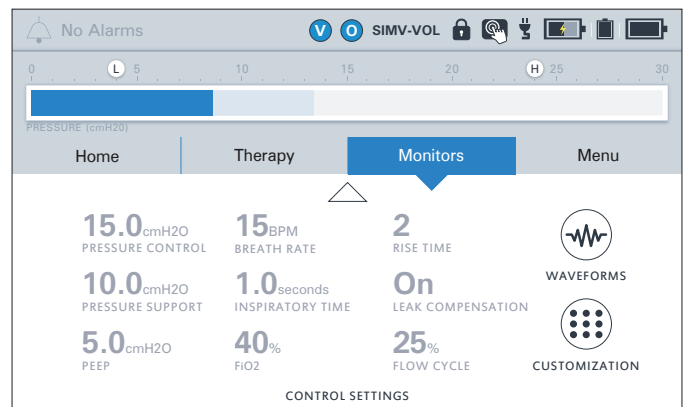 No Alarms V O SIMV-VOL
0 L 5 10 15 20 H 25 30
PRESSURE (cmH20)
Home Therapy Monitors Menu
15.0cmH2O 15BPM 2
PRESSURE CONTROL BREATH RATE RISE TIME
WAVEFORMS
10.0cmH2O 1.0seconds On
PRESSURE SUPPORT INSPIRATORY TIME LEAK COMPENSATION
5.0cmH2O 40% 25%
PEEP FiO2 FLOW CYCLE CUSTOMIZATION
CONTROL SETTINGS